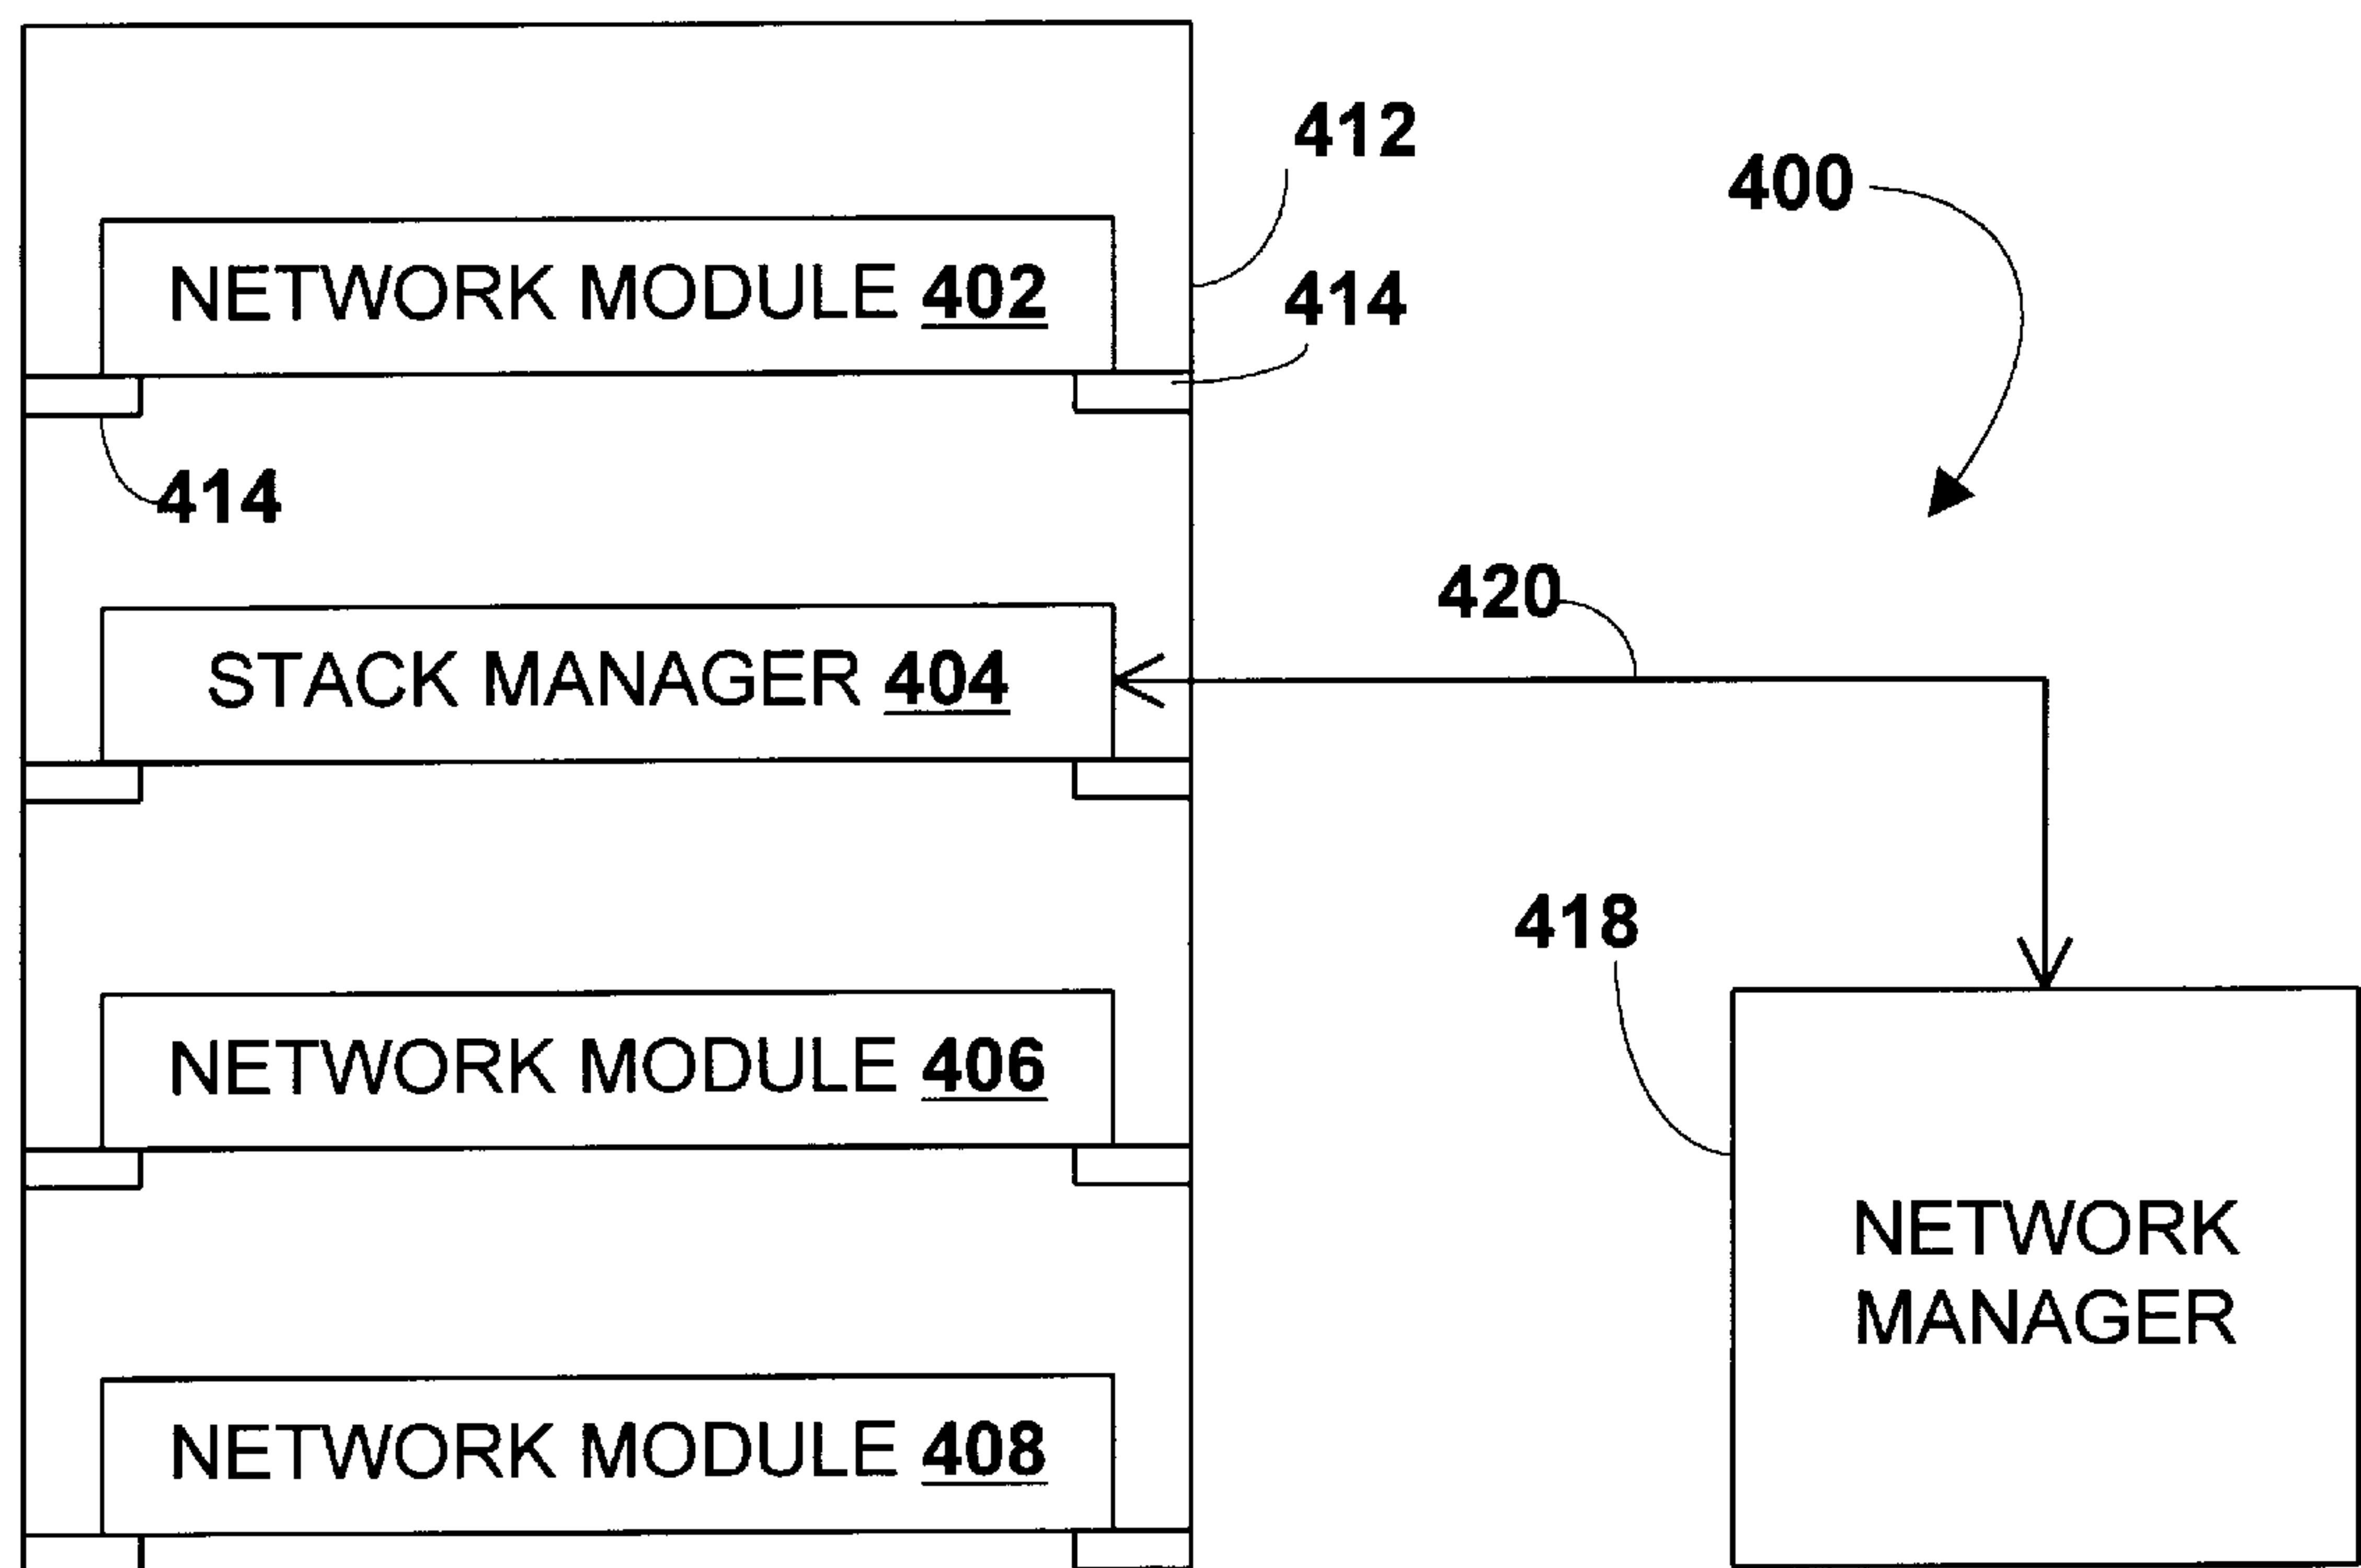 412
400
NETWORK MODULE 402
414
414
420
STACK MANAGER 404
418
NETWORK MODULE 406
NETWORK
MANAGER
NETWORK MODULE 408